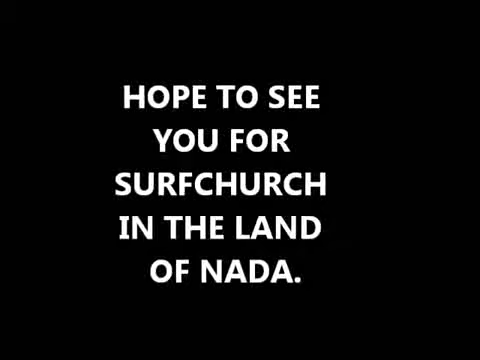 HOPE TO SEE
YOU FOR
SURFCHURCH
IN THE LAND
OF NADA.